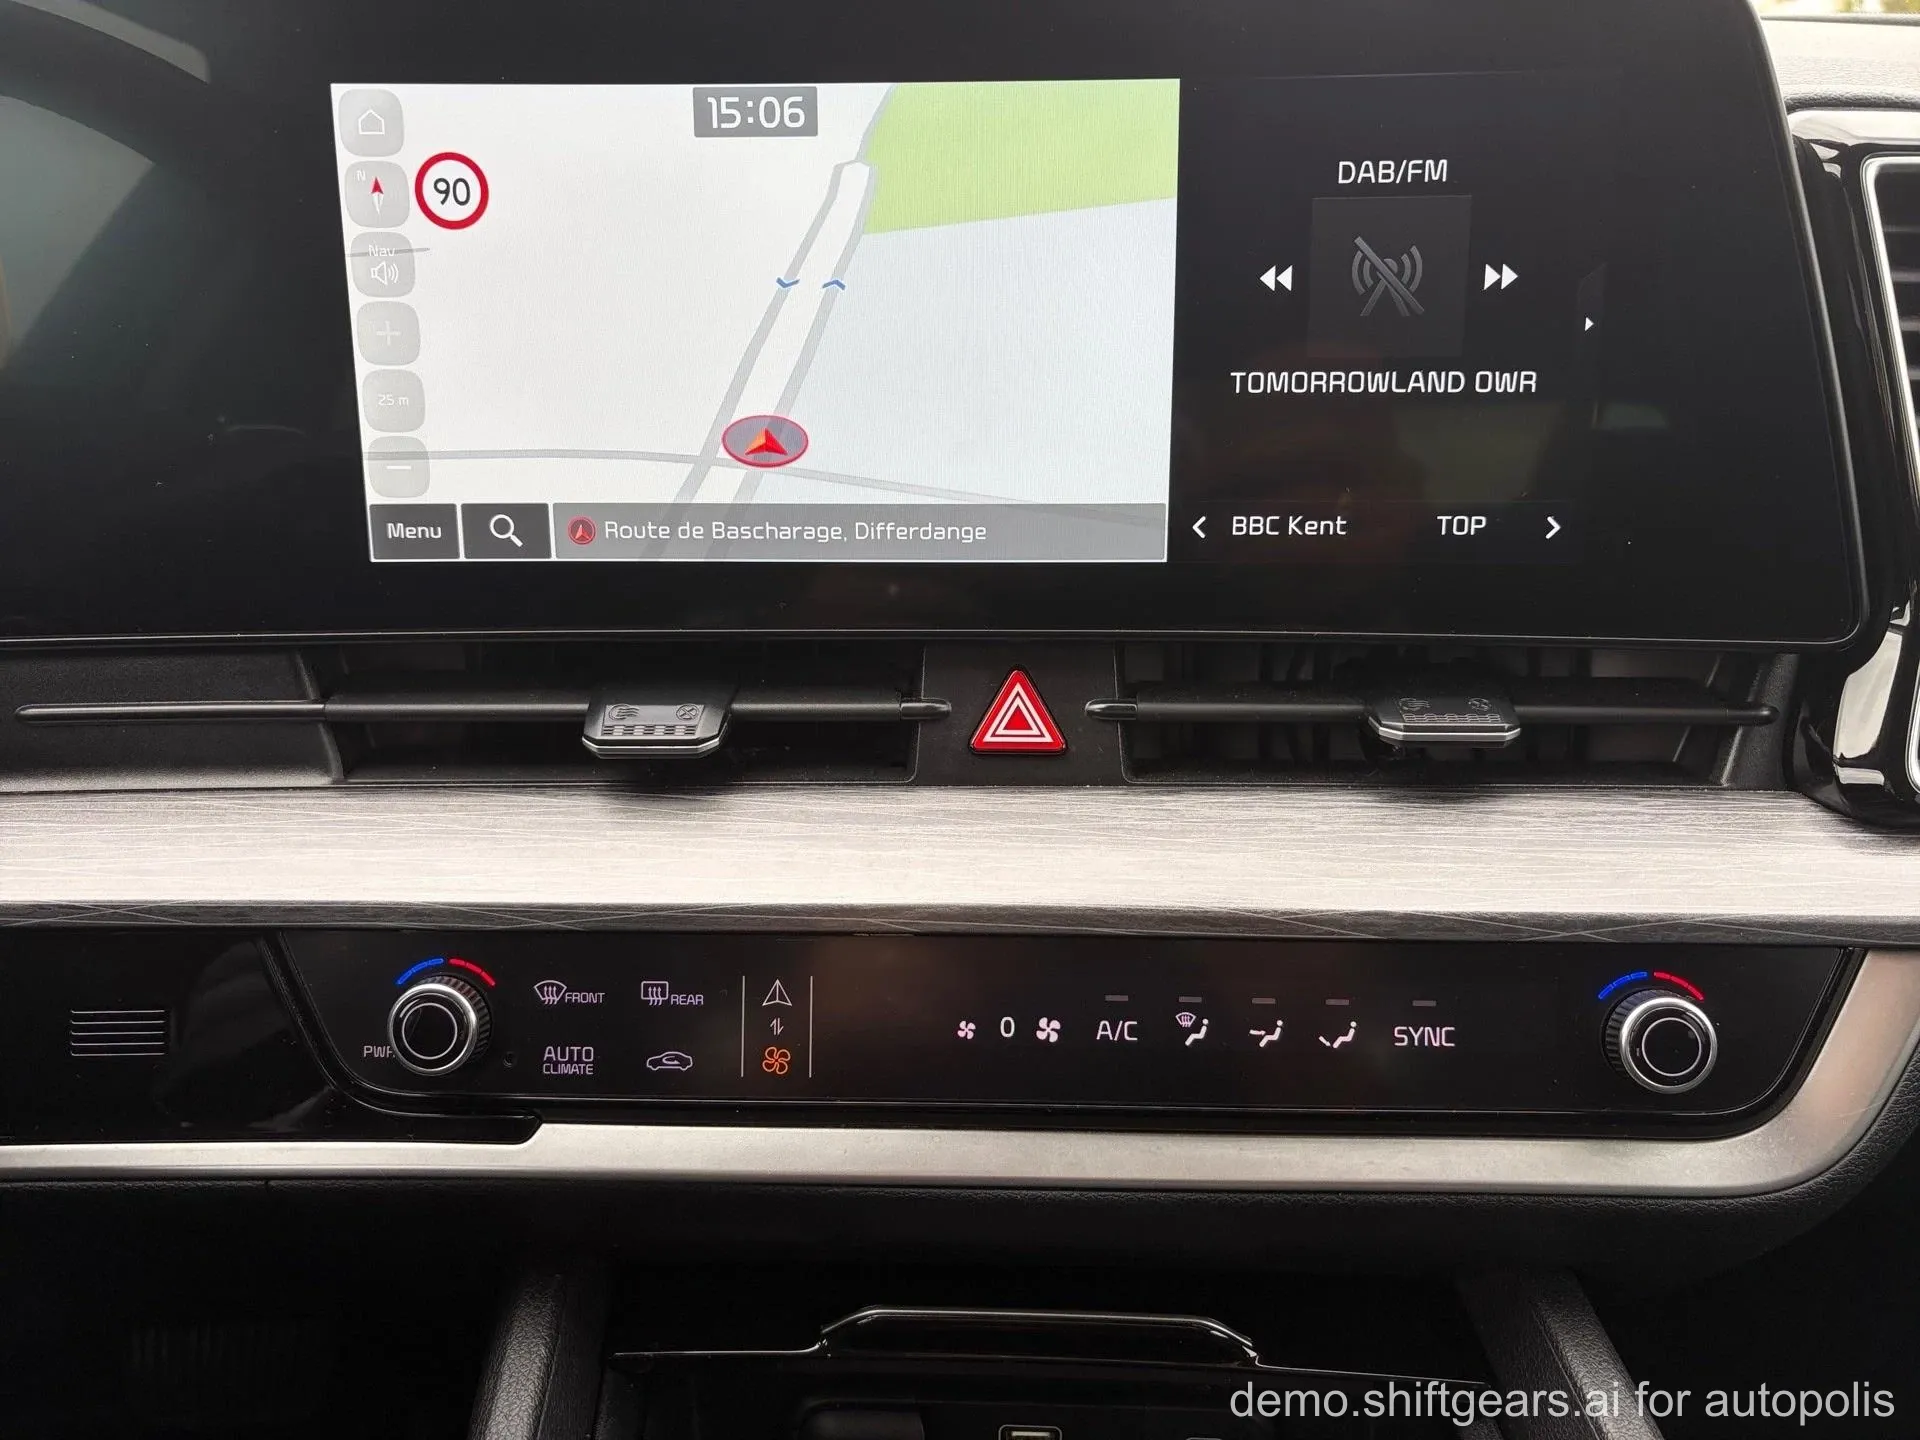 15:06
N
90
Nav
25 m
Menu
Route de Bascharage, Differdange
DAB/FM
TOMORROWLAND OWR
BBC Kent
TOP
FRONT
REAR
PWR
AUTO
CLIMATE
0
A/C
SYNC
demo.shiftgears.ai for autopolis